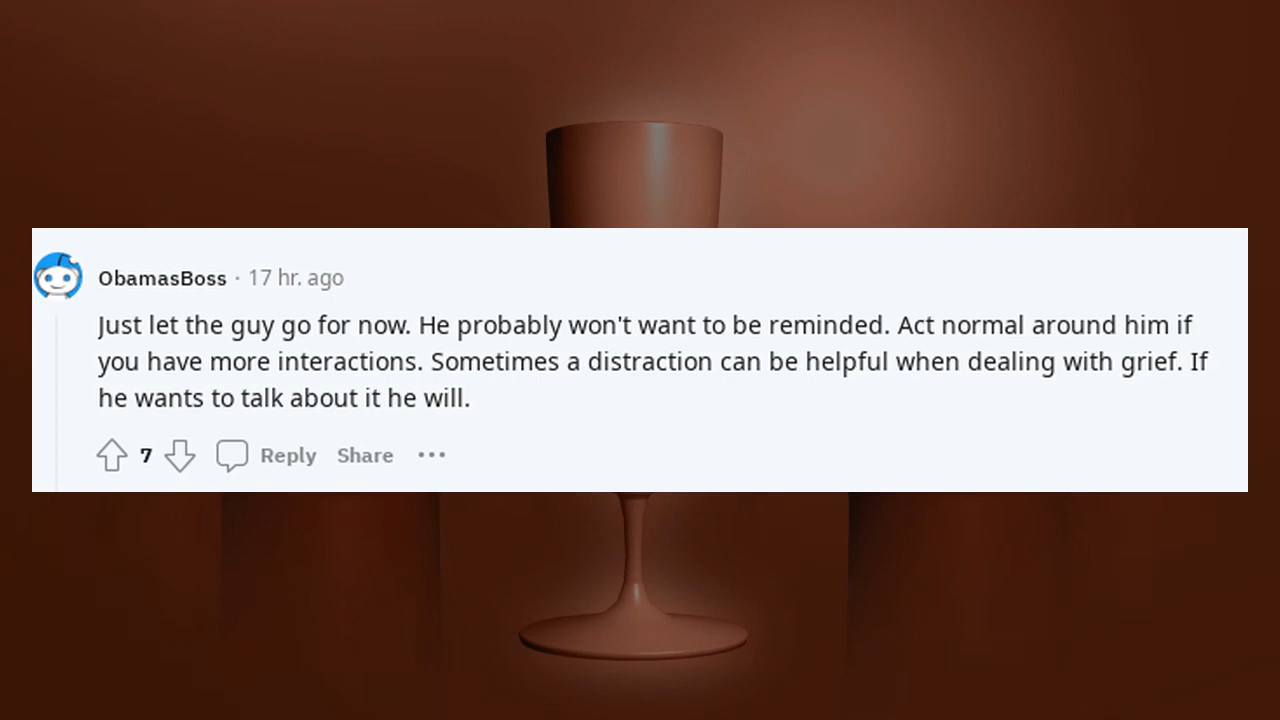 ObamasBoss · 17 hr. ago
Just let the guy go for now. He probably won't want to be reminded. Act normal around him if
you have more interactions. Sometimes a distraction can be helpful when dealing with grief. If
he wants to talk about it he will.
7 Reply Share ···